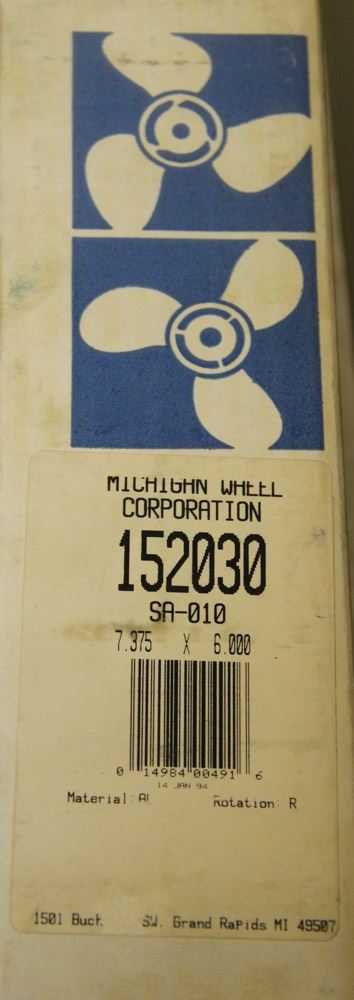 MICHIGAN WHEEL
CORPORATION
152030
SA-010
7.375 X 6.000
0 14984 00491 6
14 JAN 94
Material: AL Rotation: R
1501 SW. Grand Rapids MI 49507